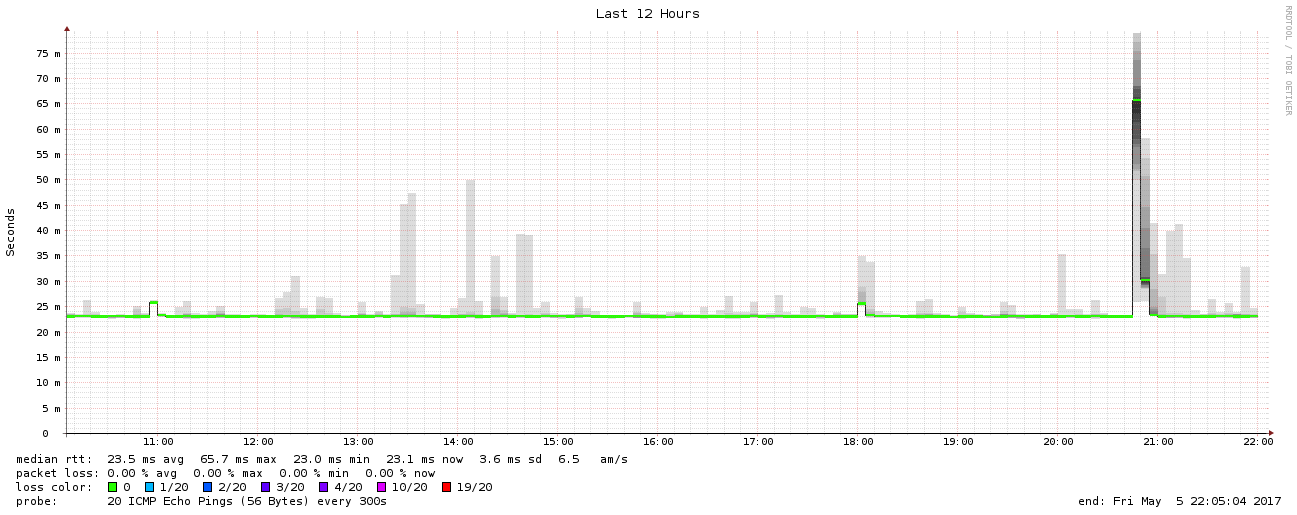 Last 12 Hours
RRDTOOL / TOBI OETIKER
Seconds
75 m
70 m
65 m
60 m
55 m
50 m
45 m
40 m
35 m
30 m
25 m
20 m
15 m
10 m
5 m
0
11:00 12:00 13:00 14:00 15:00 16:00 17:00 18:00 19:00 20:00 21:00 22:00
median rtt: 23.5 ms avg 65.7 ms max 23.0 ms min 23.1 ms now 3.6 ms sd 6.5 am/s
packet loss: 0.00 % avg 0.00 % max 0.00 % min 0.00 % now
loss color: 0 1/20 2/20 3/20 4/20 10/20 19/20
probe: 20 ICMP Echo Pings (56 Bytes) every 300s end: Fri May 5 22:05:04 2017